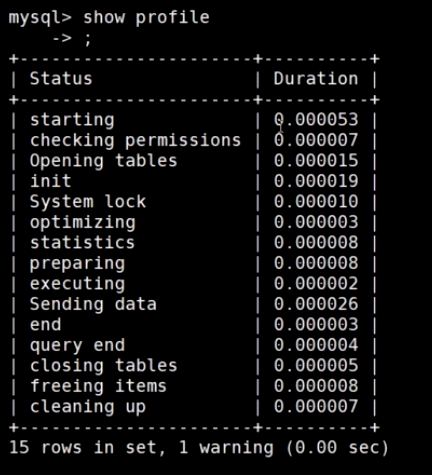 mysql> show profile
    -> ;
+----------------------+----------+
| Status               | Duration |
+----------------------+----------+
| starting             | 0.000053 |
| checking permissions | 0.000007 |
| Opening tables       | 0.000015 |
| init                 | 0.000019 |
| System lock          | 0.000010 |
| optimizing           | 0.000003 |
| statistics           | 0.000008 |
| preparing            | 0.000008 |
| executing            | 0.000002 |
| Sending data         | 0.000026 |
| end                  | 0.000003 |
| query end            | 0.000004 |
| closing tables       | 0.000005 |
| freeing items        | 0.000008 |
| cleaning up          | 0.000007 |
+----------------------+----------+
15 rows in set, 1 warning (0.00 sec)